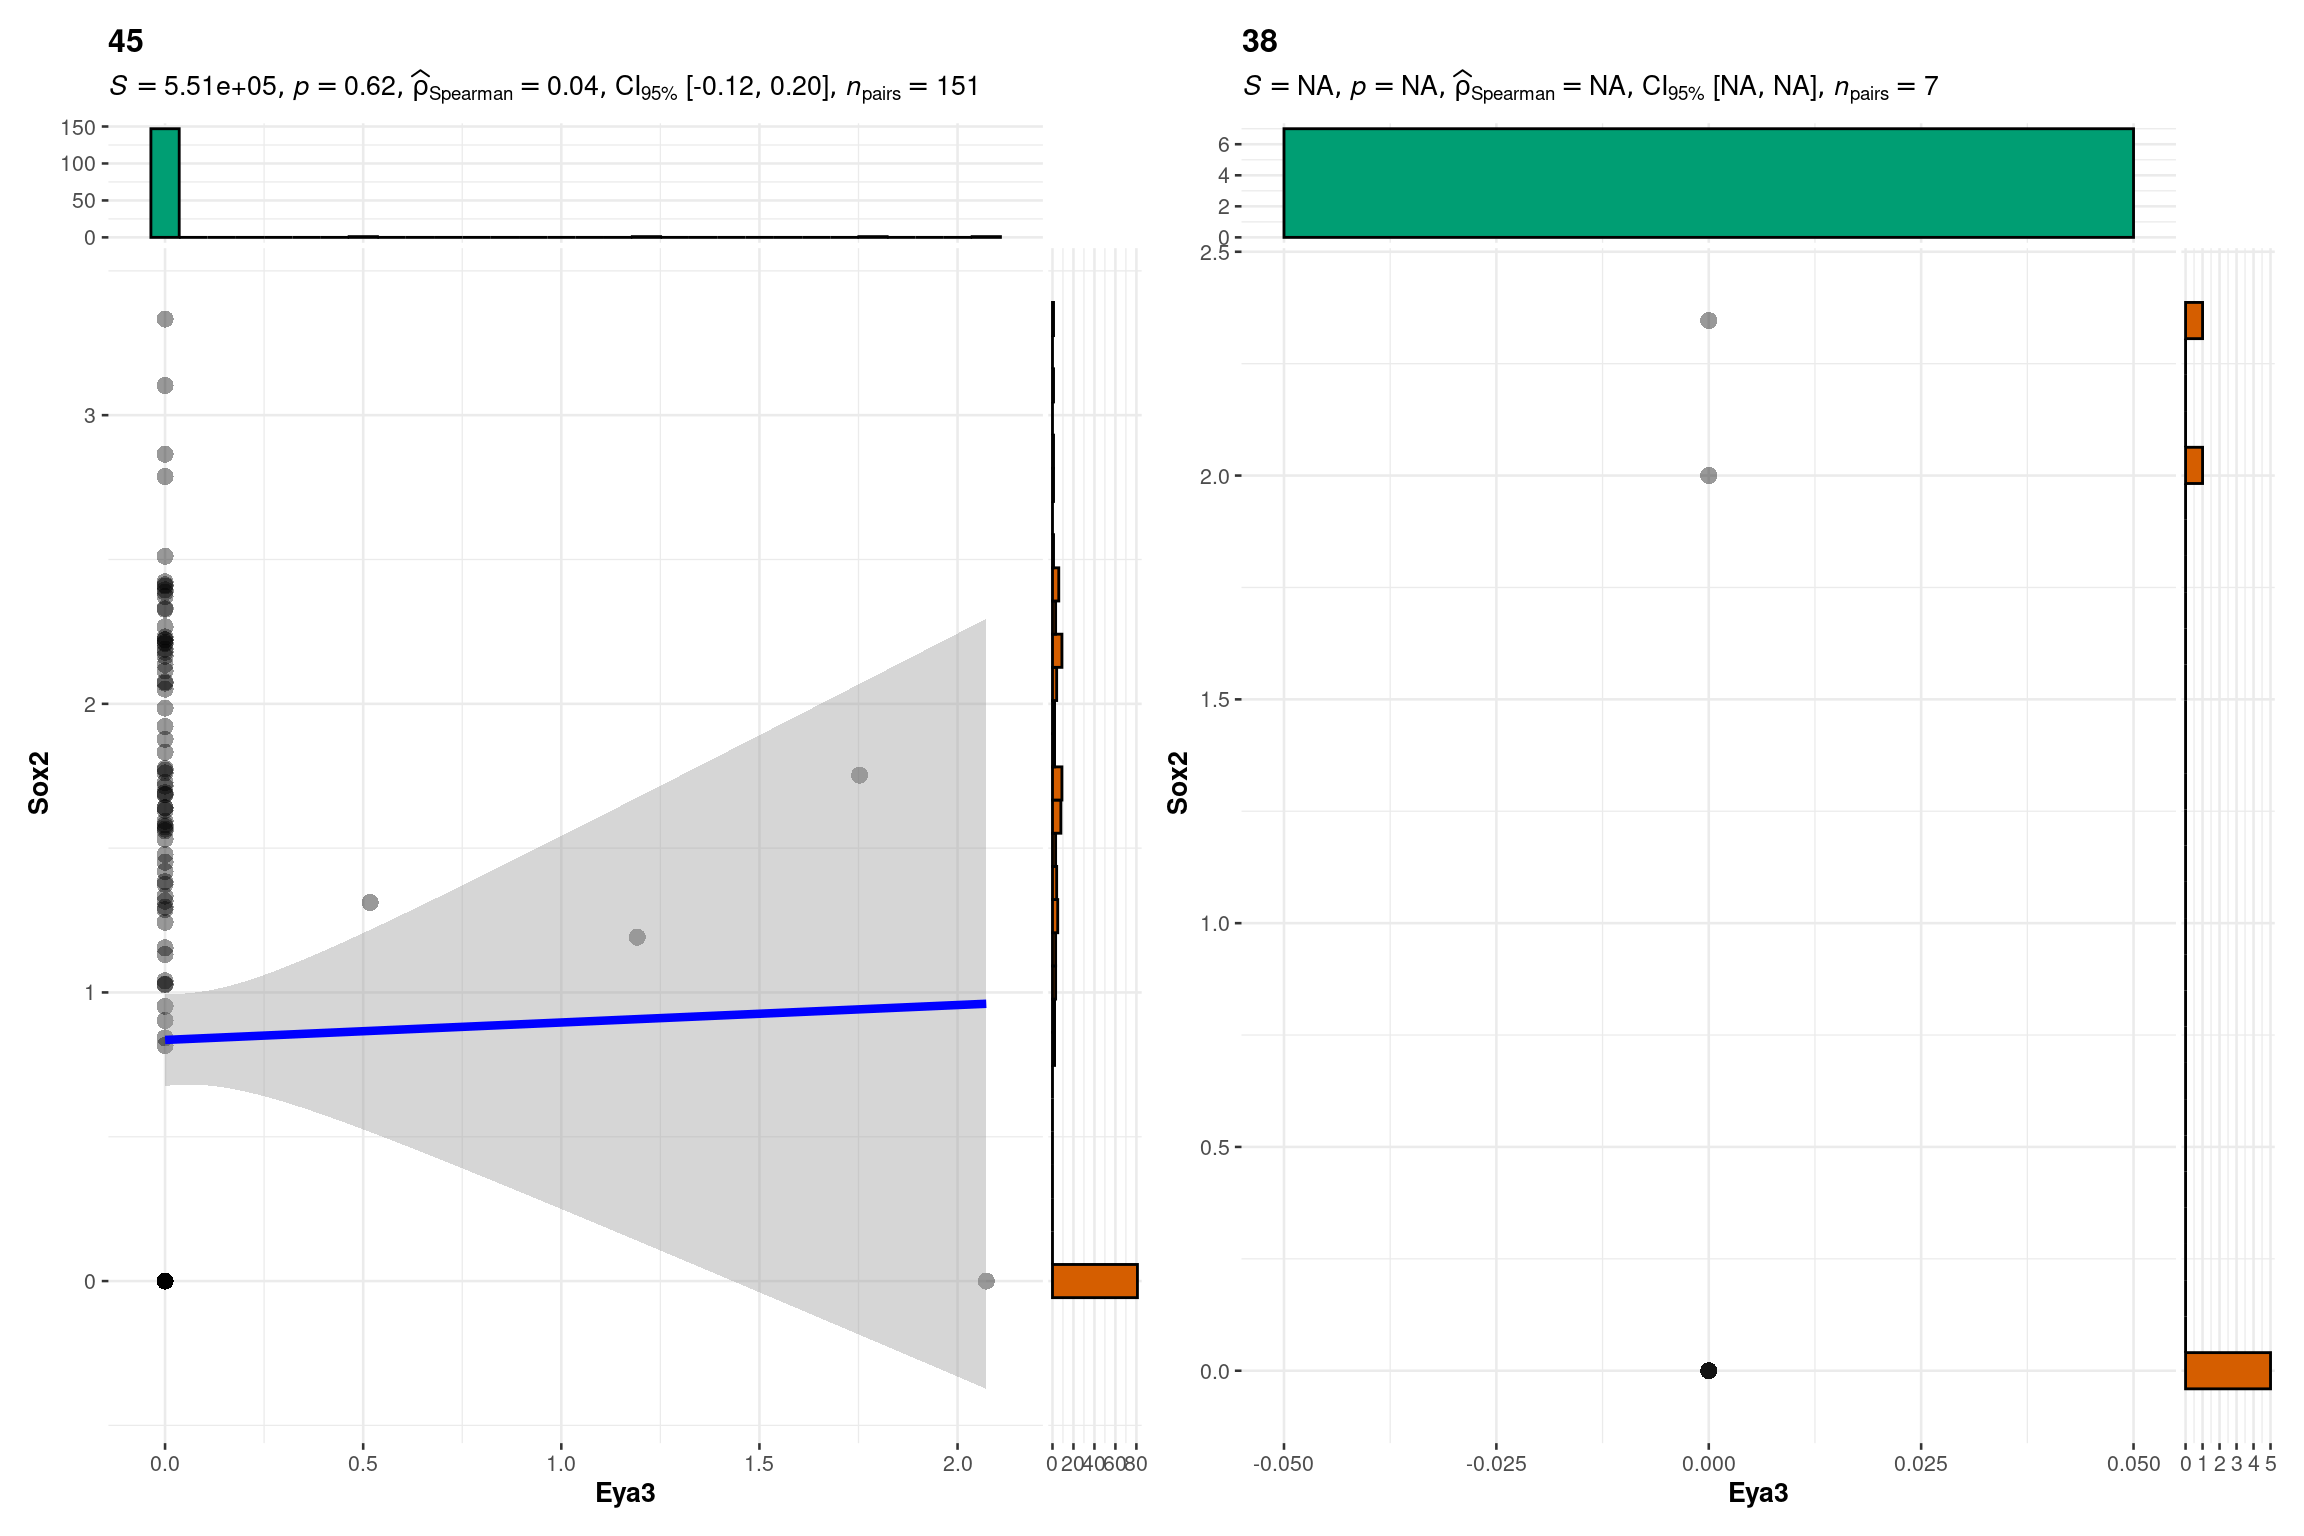 45
S = 5.51e+05, p = 0.62, ρ̂Spearman = 0.04, CI95% [-0.12, 0.20], npairs = 151
150
100
50
0
3
2
1
0
Sox2
0.0 0.5 1.0 1.5 2.0
0 20 40 60 80
Eya3
38
S = NA, p = NA, ρ̂Spearman = NA, CI95% [NA, NA], npairs = 7
6
4
2
0
2.5
2.0
1.5
1.0
0.5
0.0
Sox2
-0.050 -0.025 0.000 0.025 0.050
0 1 2 3 4 5
Eya3